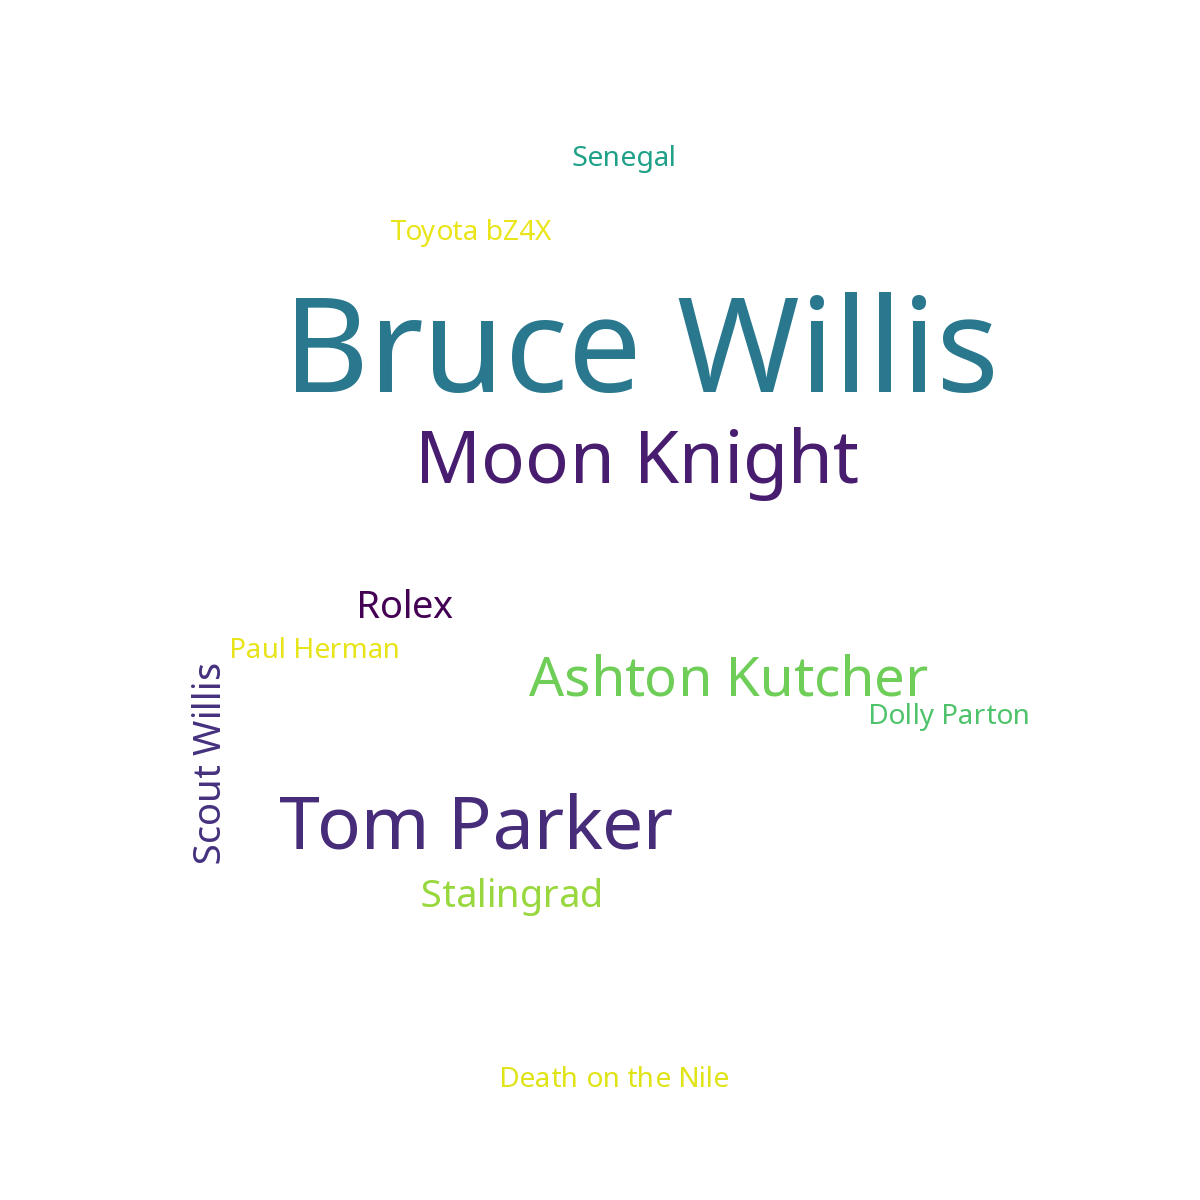 Senegal
Toyota bZ4X
Bruce Willis
Moon Knight
Rolex
Paul Herman
Ashton Kutcher
Dolly Parton
Scout Willis
Tom Parker
Stalingrad
Death on the Nile